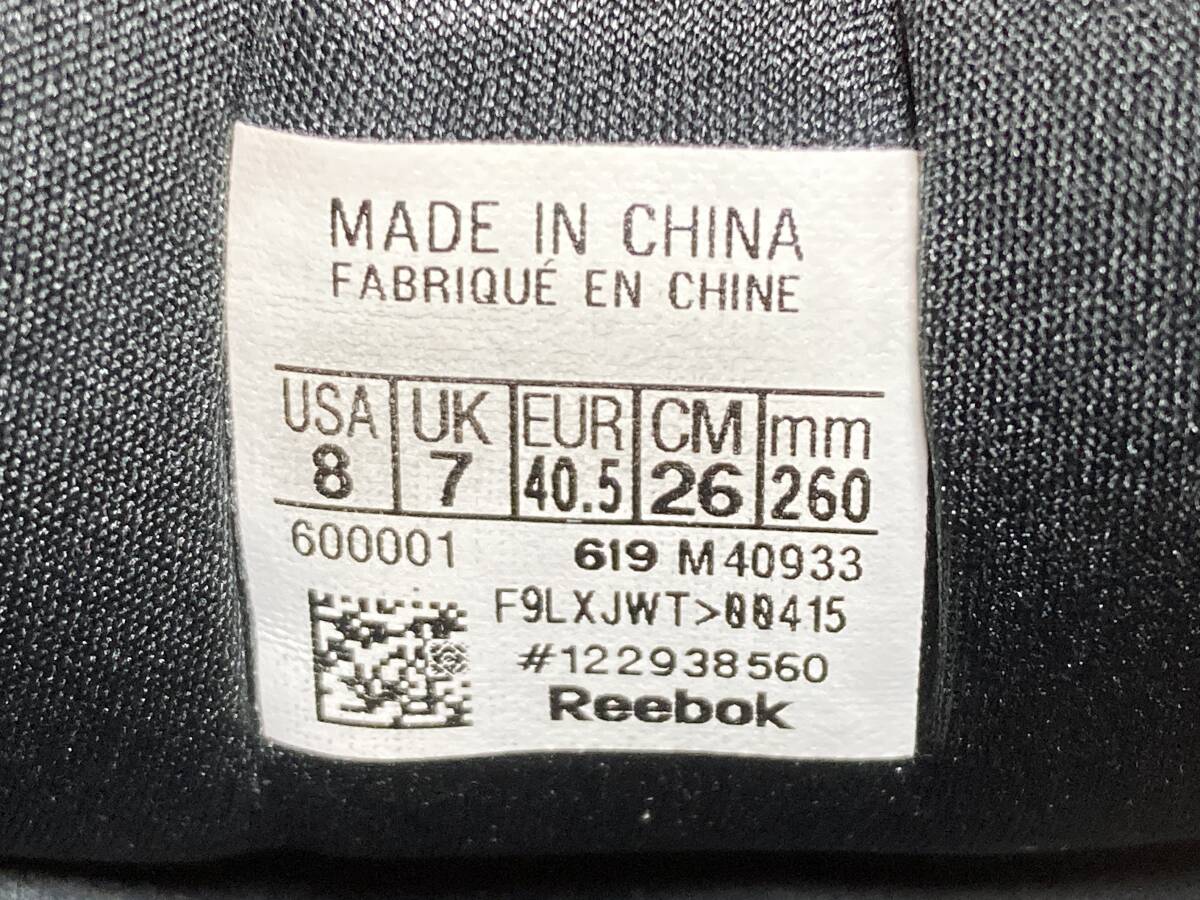 MADE IN CHINA
FABRIQUÉ EN CHINE
USA UK EUR CM mm
8 7 40.5 26 260
600001 619 M40933
F9LXJWT>00415
#122938560
Reebok